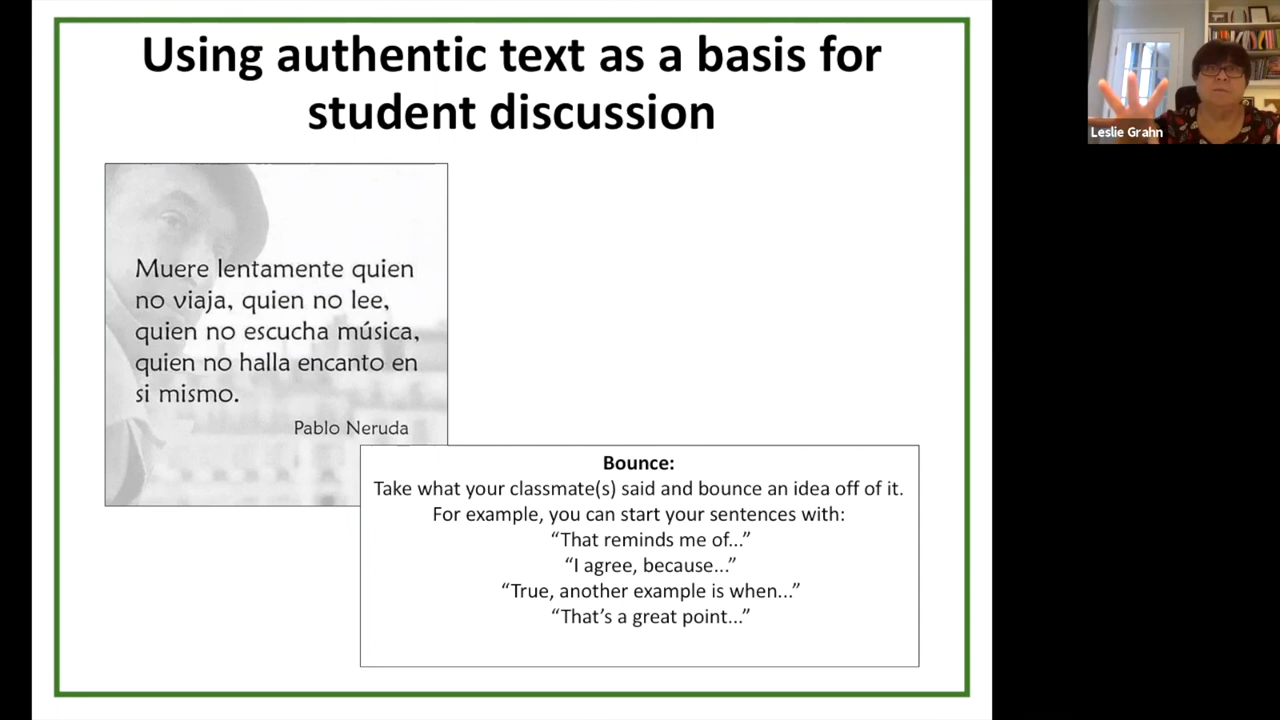 Using authentic text as a basis for
student discussion
Muere lentamente quien
no viaja, quien no lee,
quien no escucha música,
quien no halla encanto en
si mismo.
Pablo Neruda
Bounce:
Take what your classmate(s) said and bounce an idea off of it.
For example, you can start your sentences with:
“That reminds me of...”
“I agree, because...”
“True, another example is when...”
“That’s a great point...”
Leslie Grahn